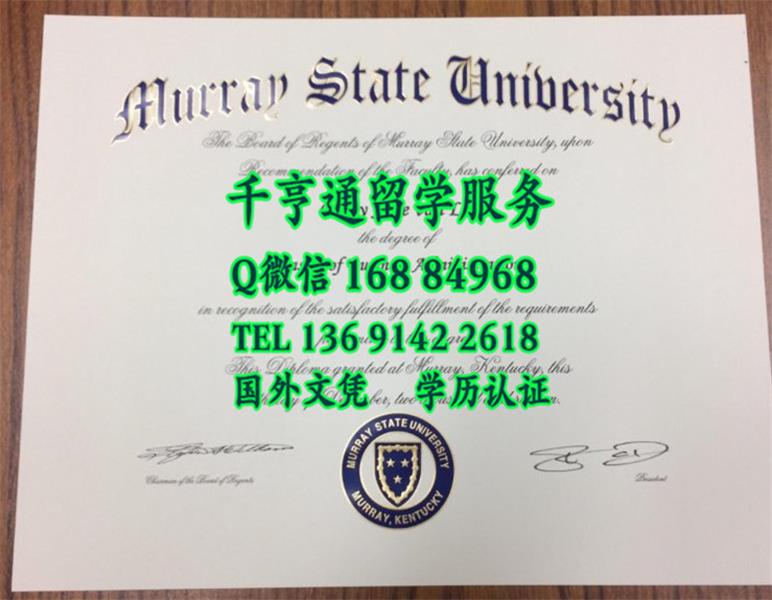 Murray State University
The Board of Regents of Murray State University, upon
Recommendation of the Faculty, has conferred on
千亨通留学服务
the degree of
Q微信 168 84968
in recognition of the satisfactory fulfillment of the requirements
TEL 136 9142 2618
This Diploma granted at Murray, Kentucky, this
国外文凭 学历认证
MURRAY STATE UNIVERSITY
MURRAY, KENTUCKY
Chairman of the Board of Regents
President